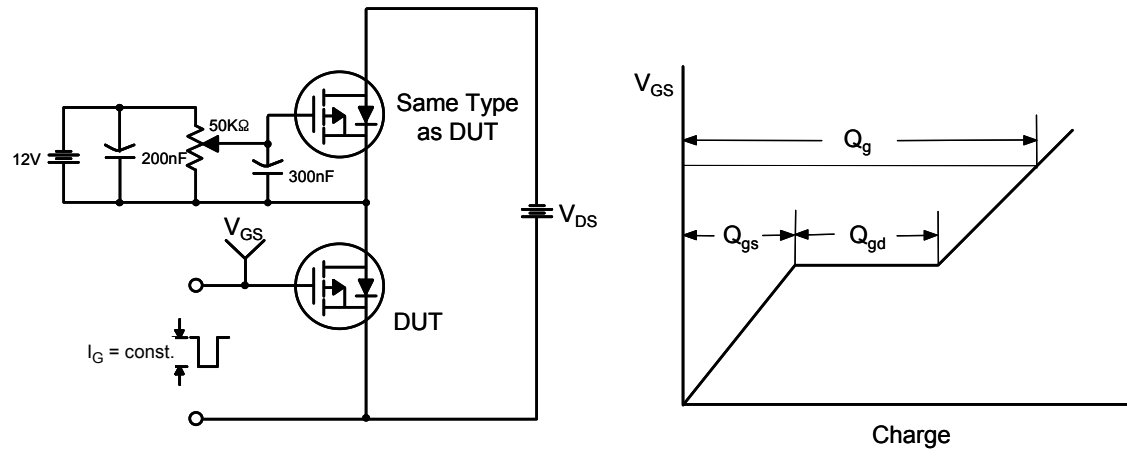 50KΩ
12V
200nF
300nF
Same Type
as DUT
V_DS
V_GS
DUT
I_G = const.
V_GS
Q_g
Q_gs
Q_gd
Charge